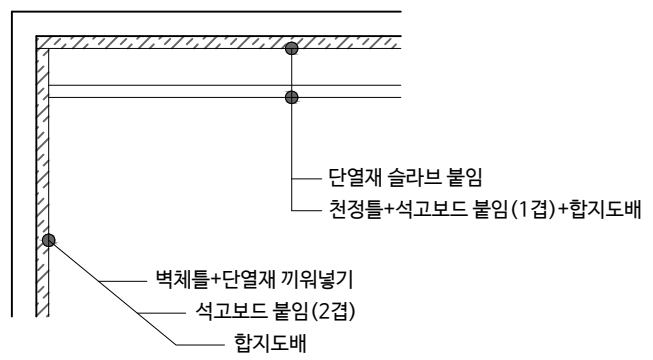 단열재 슬라브 붙임
천정틀+석고보드 붙임(1겹)+합지도배
벽체틀+단열재 끼워넣기
석고보드 붙임(2겹)
합지도배